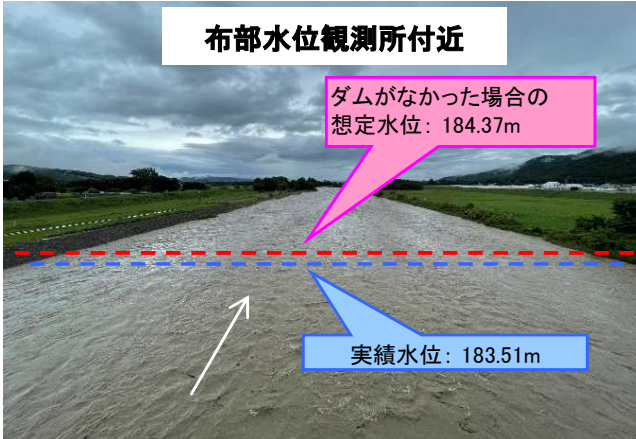 布部水位観測所付近
ダムがなかった場合の
想定水位： 184.37m
実績水位： 183.51m